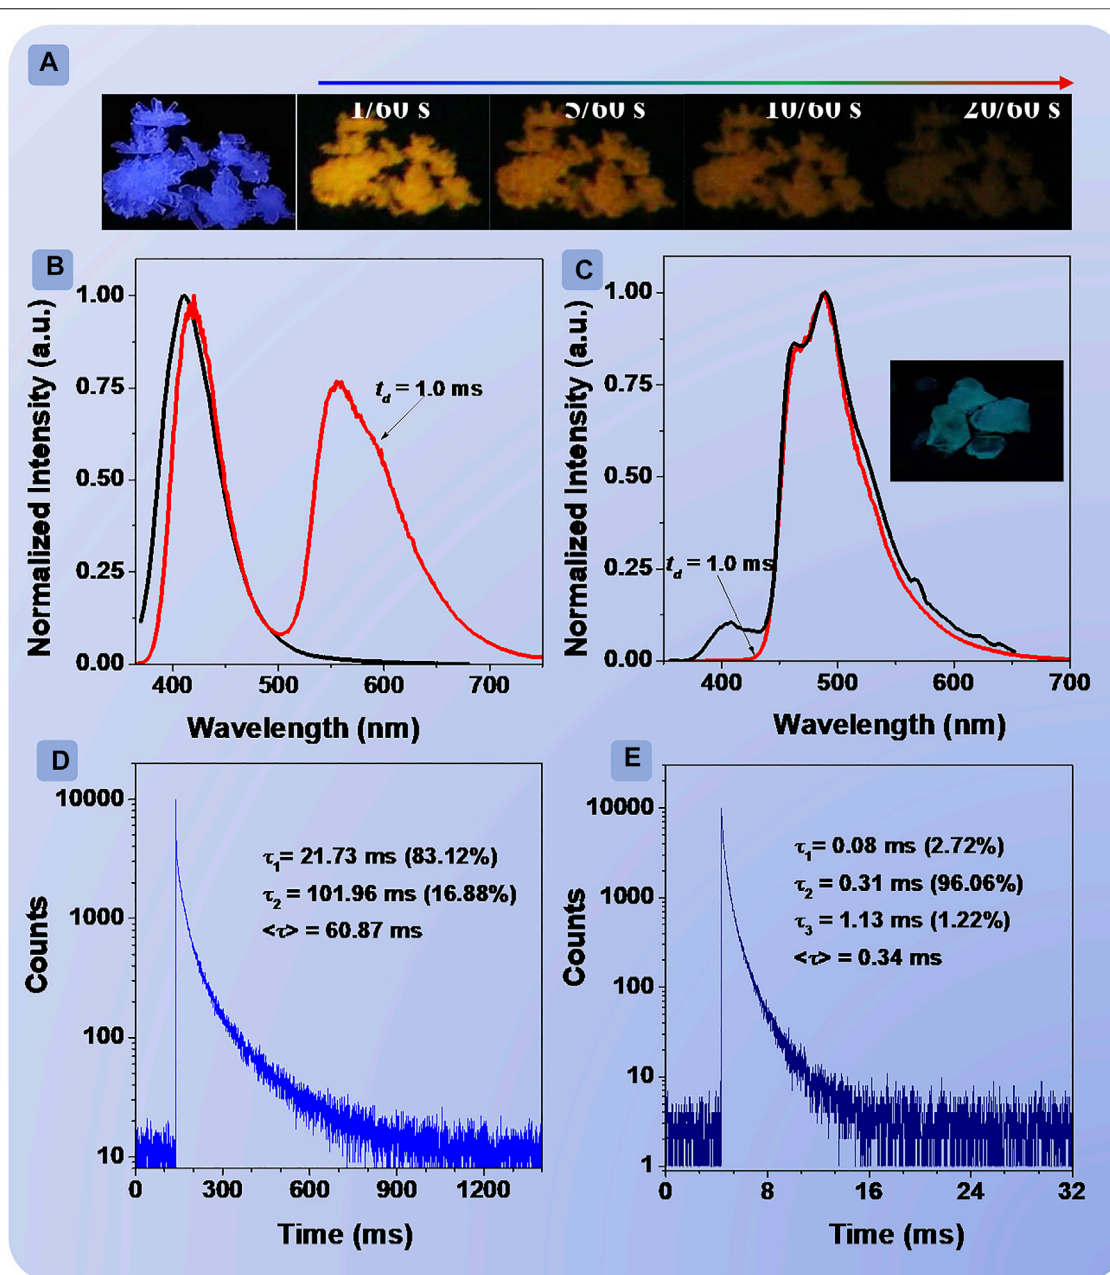 A
1/60 s 5/60 s 10/60 s 20/60 s
B
1.00
0.75
0.50
0.25
0.00
Normalized Intensity (a.u.)
t_d = 1.0 ms
400 500 600 700
Wavelength (nm)
C
1.00
0.75
0.50
0.25
0.00
Normalized Intensity (a.u.)
t_d = 1.0 ms
400 500 600 700
Wavelength (nm)
D
10000
1000
100
10
Counts
τ₁= 21.73 ms (83.12%)
τ₂ = 101.96 ms (16.88%)
<τ> = 60.87 ms
0 300 600 900 1200
Time (ms)
E
10000
1000
100
10
1
Counts
τ₁= 0.08 ms (2.72%)
τ₂ = 0.31 ms (96.06%)
τ₃ = 1.13 ms (1.22%)
<τ> = 0.34 ms
0 8 16 24 32
Time (ms)